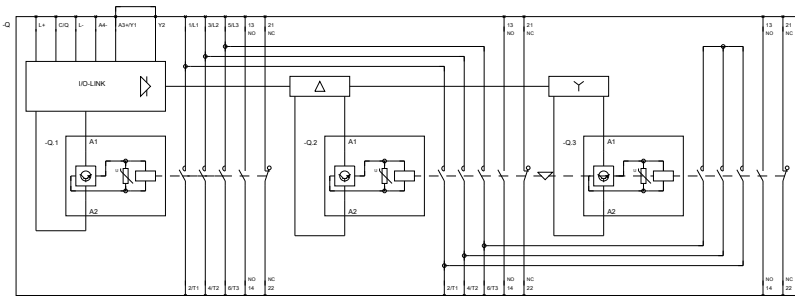 -Q L+ C/Q L- A4- A3+/Y1 Y2 1/L1 3/L2 5/L3 13 21 13 21 13 21
NO NC NO NC NO NC
I/O-LINK
-Q.1 A1 -Q.2 A1 -Q.3 A1
U U U
A2 A2 A2
NO NC NO NC NO NC
2/T1 4/T2 6/T3 14 22 2/T1 4/T2 6/T3 14 22 14 22